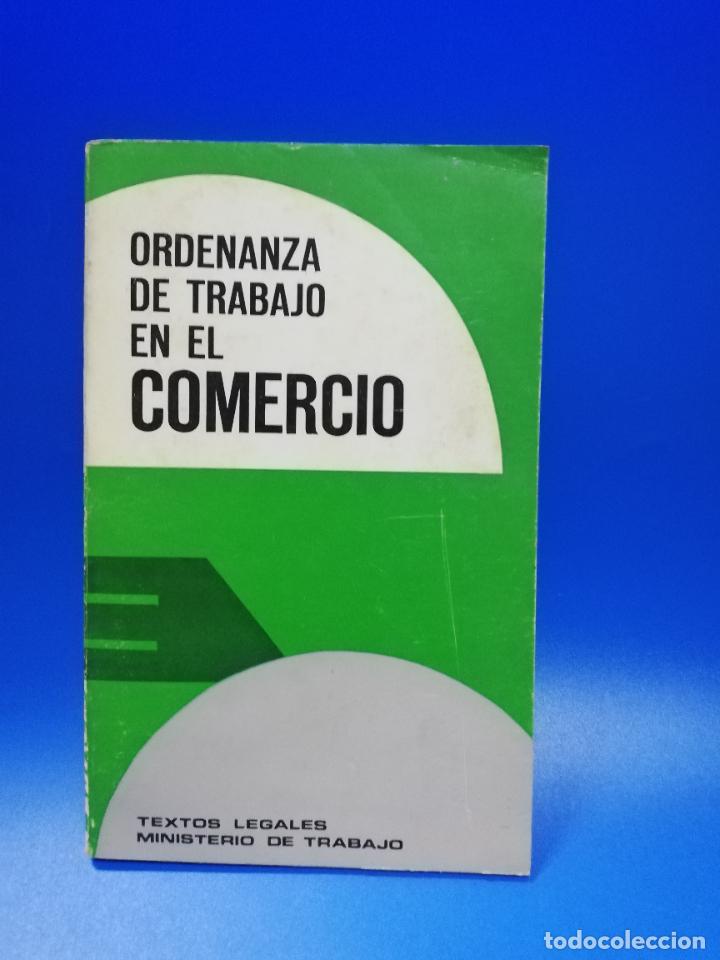 ORDENANZA
DE TRABAJO
EN EL
COMERCIO
TEXTOS LEGALES
MINISTERIO DE TRABAJO
todocoleccion